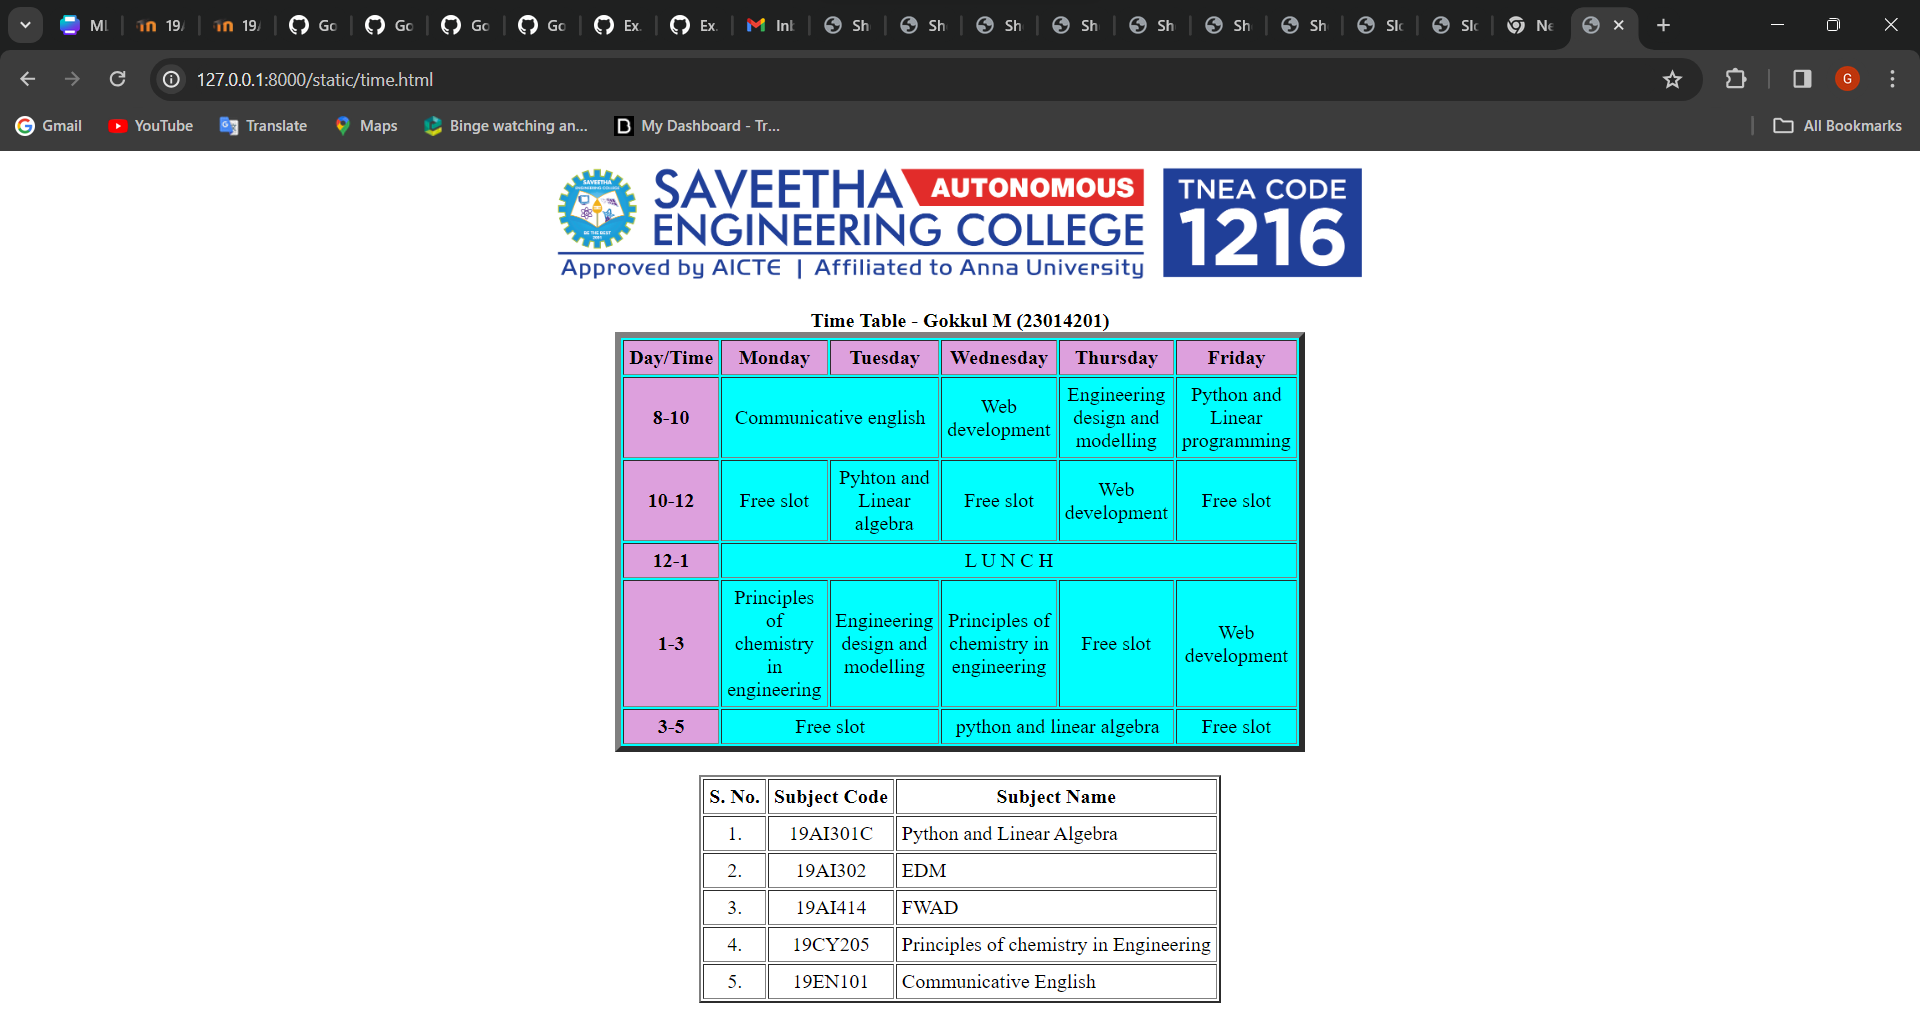 ML 19 19 Go Go Go Go Ex Ex Inb Sh Sh Sh Sh Sh Sh Sh Slo Slo Ne
127.0.0.1:8000/static/time.html
G
Gmail YouTube Translate Maps Binge watching an... My Dashboard - Tr... All Bookmarks
SAVEETHA AUTONOMOUS
ENGINEERING COLLEGE
Approved by AICTE | Affiliated to Anna University
TNEA CODE
1216
Time Table - Gokkul M (23014201)
Day/Time Monday Tuesday Wednesday Thursday Friday
8-10
Communicative english
Web
development
Engineering
design and
modelling
Python and
Linear
programming
10-12
Free slot
Pyhton and
Linear
algebra
Free slot
Web
development
Free slot
12-1
L U N C H
1-3
Principles
of
chemistry
in
engineering
Engineering
design and
modelling
Principles of
chemistry in
engineering
Free slot
Web
development
3-5
Free slot
python and linear algebra
Free slot
S. No. Subject Code Subject Name
1. 19AI301C Python and Linear Algebra
2. 19AI302 EDM
3. 19AI414 FWAD
4. 19CY205 Principles of chemistry in Engineering
5. 19EN101 Communicative English